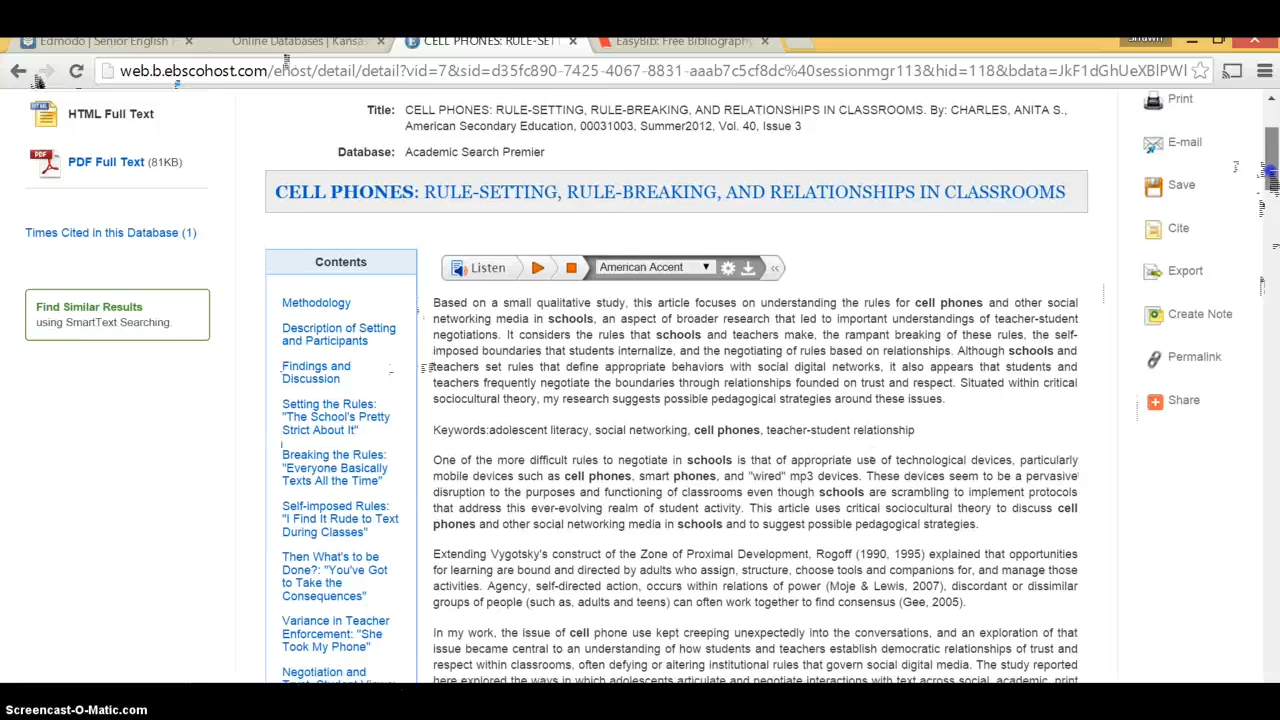 Edmodo | Senior English
Online Databases | Kansa
CELL PHONES: RULE-SET
EasyBib: Free Bibliography
web.b.ebscohost.com/ehost/detail/detail?vid=7&sid=d35fc890-7425-4067-8831-aaab7c5cf8dc%40sessionmgr113&hid=118&bdata=JkF1dGhUeXBlPWl
HTML Full Text
PDF Full Text (81KB)
Times Cited in this Database (1)
Find Similar Results
using SmartText Searching.
Title: CELL PHONES: RULE-SETTING, RULE-BREAKING, AND RELATIONSHIPS IN CLASSROOMS. By: CHARLES, ANITA S.,
American Secondary Education, 00031003, Summer2012, Vol. 40, Issue 3
Database: Academic Search Premier
CELL PHONES: RULE-SETTING, RULE-BREAKING, AND RELATIONSHIPS IN CLASSROOMS
Contents
Methodology
Description of Setting
and Participants
Findings and
Discussion
Setting the Rules:
"The School's Pretty
Strict About It"
Breaking the Rules:
"Everyone Basically
Texts All the Time"
Self-imposed Rules:
"I Find It Rude to Text
During Classes"
Then What's to be
Done?: "You've Got
to Take the
Consequences"
Variance in Teacher
Enforcement: "She
Took My Phone"
Negotiation and
Listen
American Accent
Based on a small qualitative study, this article focuses on understanding the rules for cell phones and other social
networking media in schools, an aspect of broader research that led to important understandings of teacher-student
negotiations. It considers the rules that schools and teachers make, the rampant breaking of these rules, the self-
imposed boundaries that students internalize, and the negotiating of rules based on relationships. Although schools and
teachers set rules that define appropriate behaviors with social digital networks, it also appears that students and
teachers frequently negotiate the boundaries through relationships founded on trust and respect. Situated within critical
sociocultural theory, my research suggests possible pedagogical strategies around these issues.
Keywords:adolescent literacy, social networking, cell phones, teacher-student relationship
One of the more difficult rules to negotiate in schools is that of appropriate use of technological devices, particularly
mobile devices such as cell phones, smart phones, and "wired" mp3 devices. These devices seem to be a pervasive
disruption to the purposes and functioning of classrooms even though schools are scrambling to implement protocols
that address this ever-evolving realm of student activity. This article uses critical sociocultural theory to discuss cell
phones and other social networking media in schools and to suggest possible pedagogical strategies.
Extending Vygotsky's construct of the Zone of Proximal Development, Rogoff (1990, 1995) explained that opportunities
for learning are bound and directed by adults who assign, structure, choose tools and companions for, and manage those
activities. Agency, self-directed action, occurs within relations of power (Moje & Lewis, 2007), discordant or dissimilar
groups of people (such as, adults and teens) can often work together to find consensus (Gee, 2005).
In my work, the issue of cell phone use kept creeping unexpectedly into the conversations, and an exploration of that
issue became central to an understanding of how students and teachers establish democratic relationships of trust and
respect within classrooms, often defying or altering institutional rules that govern social digital media. The study reported
here explored the ways in which adolescents articulate and negotiate interactions with text across social, academic, print
Print
E-mail
Save
Cite
Export
Create Note
Permalink
Share
Screencast-O-Matic.com